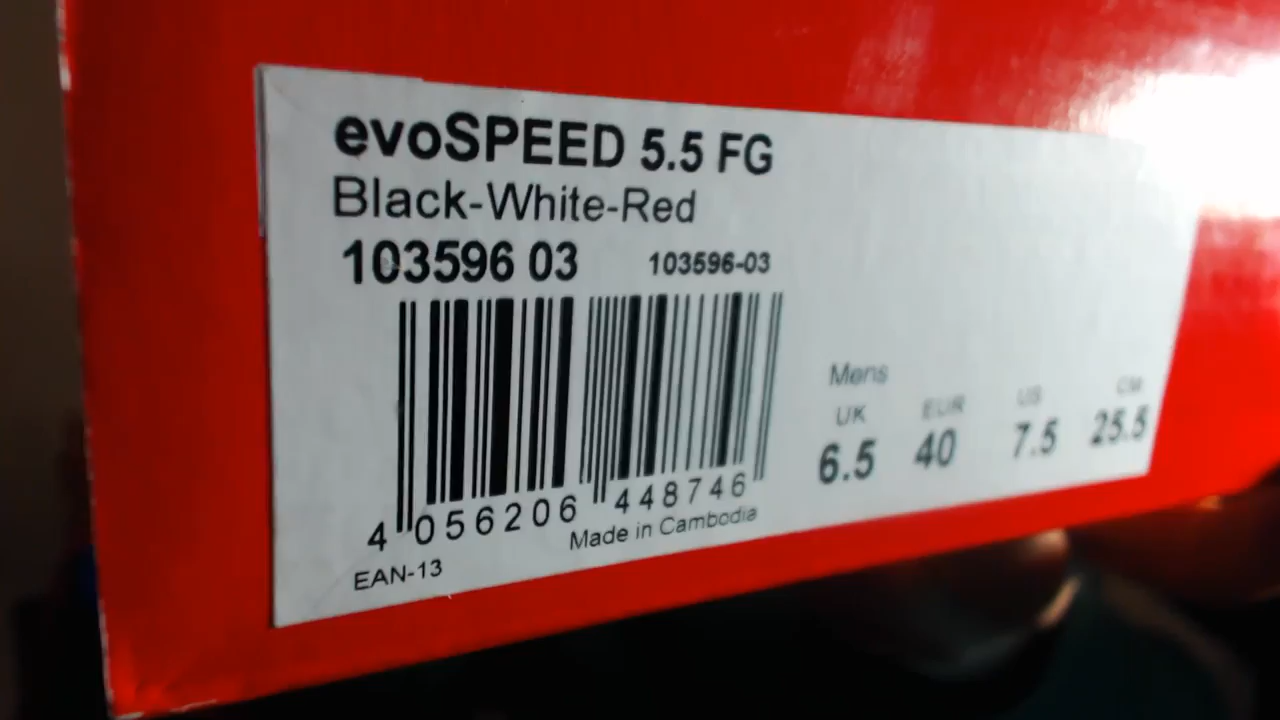 evoSPEED 5.5 FG
Black-White-Red
103596 03 103596-03
Mens
UK EUR US CM
6.5 40 7.5 25.5
4 056206 448746
Made in Cambodia
EAN-13